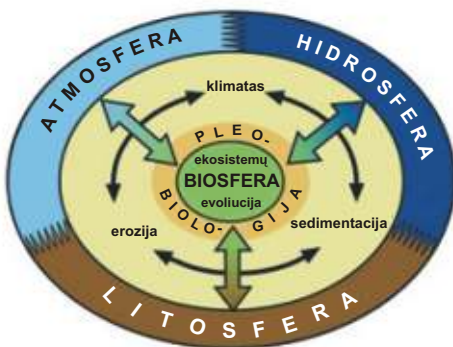 ATMOSFERA
HIDROSFERA
klimatas
PLEO-
ekosistemų
BIOSFERA
evoliucija
BIOLO-
GIJA
erozija
sedimentacija
LITOSFERA